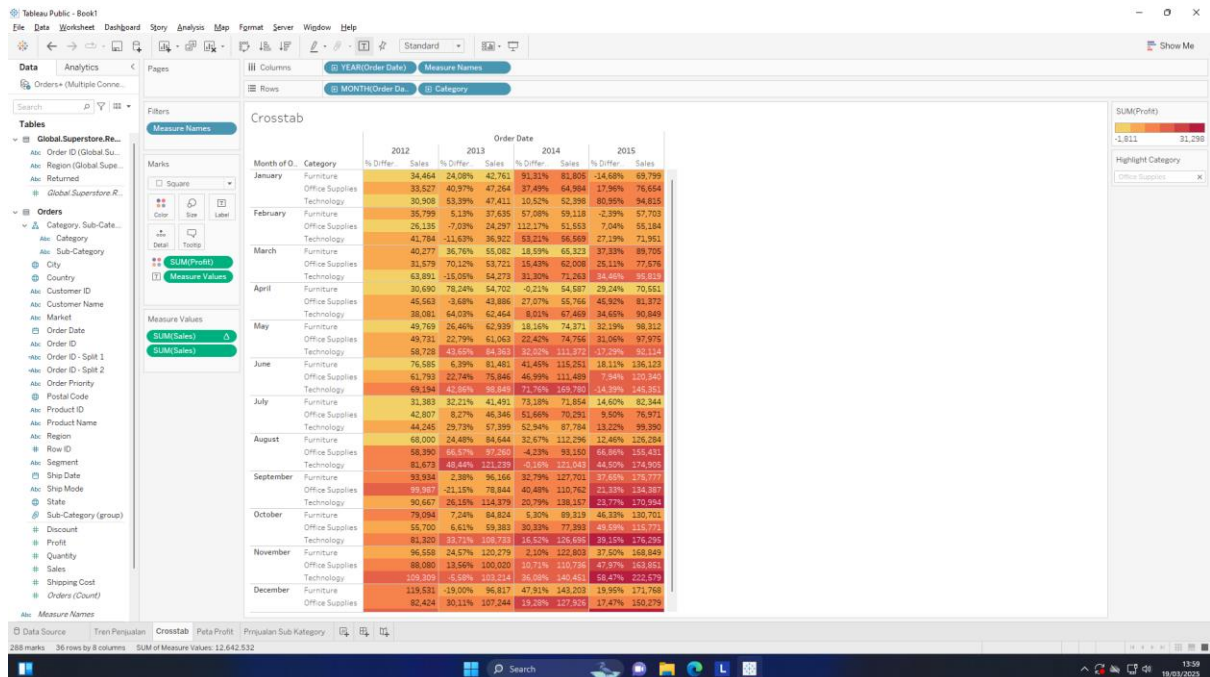 Tableau Public - Book1
File Data Worksheet Dashboard Story Analysis Map Format Server Window Help
Standard
Show Me
Data Analytics
Orders+ (Multiple Conne...
Search
Tables
Global.Superstore.Re...
Abc Order ID (Global.Su...
Abc Region (Global.Supe...
Abc Returned
# Global.Superstore.R...
Orders
Category, Sub-Cate...
Abc Category
Abc Sub-Category
City
Country
Abc Customer ID
Abc Customer Name
Abc Market
Order Date
Abc Order ID
Abc Order ID - Split 1
Abc Order ID - Split 2
Abc Order Priority
Postal Code
Abc Product ID
Abc Product Name
Abc Region
# Row ID
Abc Segment
Ship Date
Abc Ship Mode
State
Sub-Category (group)
# Discount
# Profit
# Quantity
# Sales
# Shipping Cost
# Orders (Count)
Abc Measure Names
Pages
Filters
Measure Names
Marks
Square
Color Size Label
Detail Tooltip
SUM(Profit)
Measure Values
Measure Values
SUM(Sales)
SUM(Sales)
Columns YEAR(Order Date) Measure Names
Rows MONTH(Order Da.. Category
Crosstab
Order Date
2012 2013 2014 2015
Month of O.. Category % Differ.. Sales % Differ.. Sales % Differ.. Sales % Differ.. Sales
January Furniture 34,464 24,08% 42,761 91,31% 81,805 -14,68% 69,799
Office Supplies 33,527 40,97% 47,264 37,49% 64,984 17,96% 76,654
Technology 30,908 53,39% 47,411 10,52% 52,398 80,95% 94,815
February Furniture 35,799 5,13% 37,635 57,08% 59,118 -2,39% 57,703
Office Supplies 26,135 -7,03% 24,297 112,17% 51,553 7,04% 55,184
Technology 41,784 -11,63% 36,922 53,21% 56,569 27,19% 71,951
March Furniture 40,277 36,76% 55,082 18,59% 65,323 37,33% 89,705
Office Supplies 31,579 70,12% 53,721 15,43% 62,008 25,11% 77,576
Technology 63,891 -15,05% 54,273 31,30% 71,263 34,46% 95,819
April Furniture 30,690 78,24% 54,702 -0,21% 54,587 29,24% 70,551
Office Supplies 45,563 -3,68% 43,886 27,07% 55,766 45,92% 81,372
Technology 38,081 64,03% 62,464 8,01% 67,469 34,65% 90,849
May Furniture 49,769 26,46% 62,939 18,16% 74,371 32,19% 98,312
Office Supplies 49,731 22,79% 61,063 22,42% 74,756 31,06% 97,975
Technology 58,728 43,65% 84,363 32,02% 111,372 -17,29% 92,114
June Furniture 76,585 6,39% 81,481 41,45% 115,251 18,11% 136,123
Office Supplies 61,793 22,74% 75,846 46,99% 111,489 7,94% 120,340
Technology 69,194 42,86% 98,849 71,76% 169,780 -14,39% 145,351
July Furniture 31,383 32,21% 41,491 73,18% 71,854 14,60% 82,344
Office Supplies 42,807 8,27% 46,346 51,66% 70,291 9,50% 76,971
Technology 44,245 29,73% 57,399 52,94% 87,784 13,22% 99,390
August Furniture 68,000 24,48% 84,644 32,67% 112,296 12,46% 126,284
Office Supplies 58,390 66,57% 97,260 -4,23% 93,150 66,86% 155,431
Technology 81,673 48,44% 121,239 -0,16% 121,043 44,50% 174,905
September Furniture 93,934 2,38% 96,166 32,79% 127,701 37,65% 175,777
Office Supplies 99,987 -21,15% 78,844 40,48% 110,762 21,33% 134,387
Technology 90,667 26,15% 114,379 20,79% 138,157 23,77% 170,994
October Furniture 79,094 7,24% 84,824 5,30% 89,319 46,33% 130,701
Office Supplies 55,700 6,61% 59,383 30,33% 77,393 49,59% 115,771
Technology 81,320 33,71% 108,733 16,52% 126,695 39,15% 176,295
November Furniture 96,558 24,57% 120,279 2,10% 122,803 37,50% 168,849
Office Supplies 88,080 13,56% 100,020 10,71% 110,736 47,97% 163,851
Technology 109,309 -5,58% 103,214 36,08% 140,451 58,47% 222,579
December Furniture 119,531 -19,00% 96,817 47,91% 143,203 19,95% 171,768
Office Supplies 82,424 30,11% 107,244 19,28% 127,926 17,47% 150,279
SUM(Profit)
-1,811 31,298
Highlight Category
Office Supplies
Data Source Tren Penjualan Crosstab Peta Profit Prnjualan Sub Kategory
288 marks 36 rows by 8 columns SUM of Measure Values: 12.642.532
Search
13:59
19/03/2025